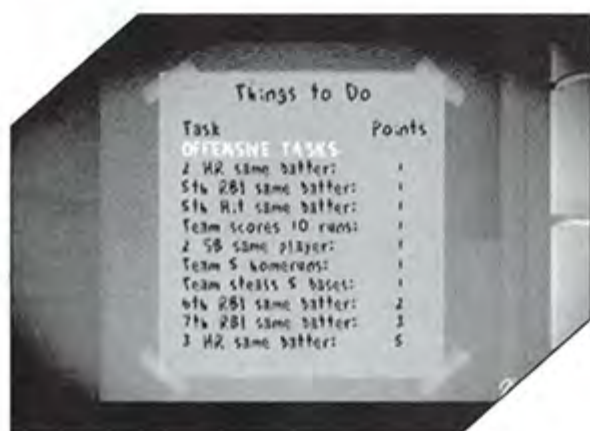 Things to Do
Task Points
OFFENSIVE TASKS
2 HR same batter: 1
5th RBI same batter: 1
5th Hit same batter: 1
Team scores 10 runs: 1
2 SB same player: 1
Team 5 homeruns: 1
Team steals 5 bases: 1
6th RBI same batter: 2
7th RBI same batter: 3
3 HR same batter: 5